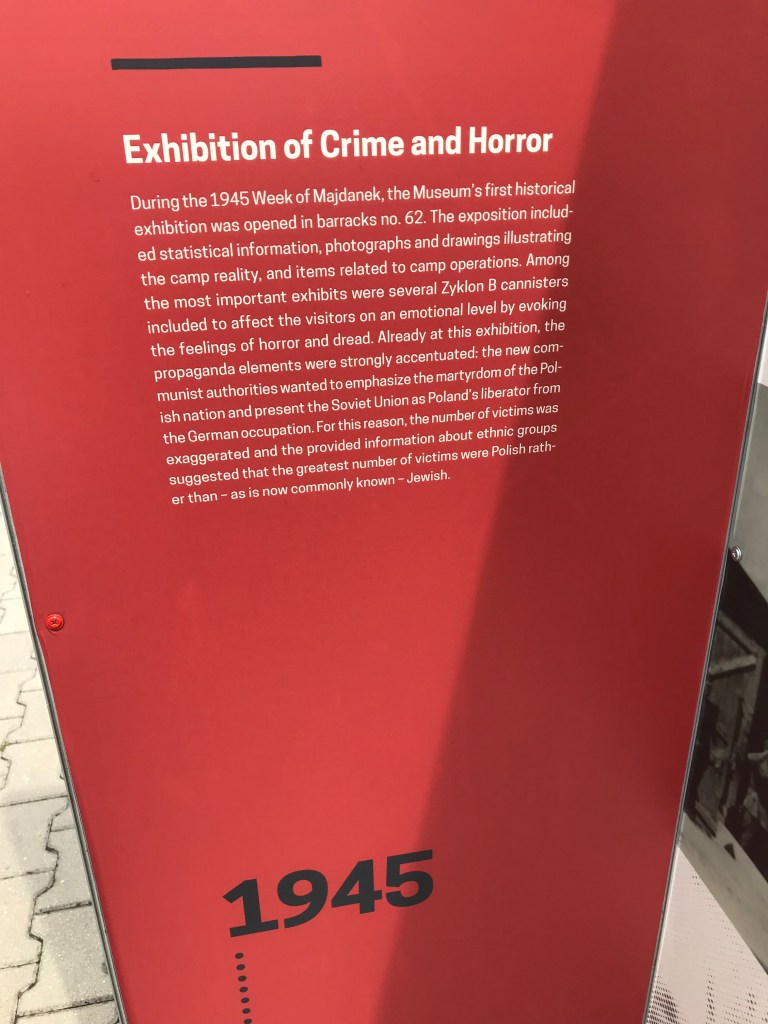 Exhibition of Crime and Horror
During the 1945 Week of Majdanek, the Museum's first historical
exhibition was opened in barracks no. 62. The exposition includ-
ed statistical information, photographs and drawings illustrating
the camp reality, and items related to camp operations. Among
the most important exhibits were several Zyklon B cannisters
included to affect the visitors on an emotional level by evoking
the feelings of horror and dread. Already at this exhibition, the
propaganda elements were strongly accentuated: the new com-
munist authorities wanted to emphasize the martyrdom of the Pol-
ish nation and present the Soviet Union as Poland's liberator from
the German occupation. For this reason, the number of victims was
exaggerated and the provided information about ethnic groups
suggested that the greatest number of victims were Polish rath-
er than – as is now commonly known – Jewish.
1945